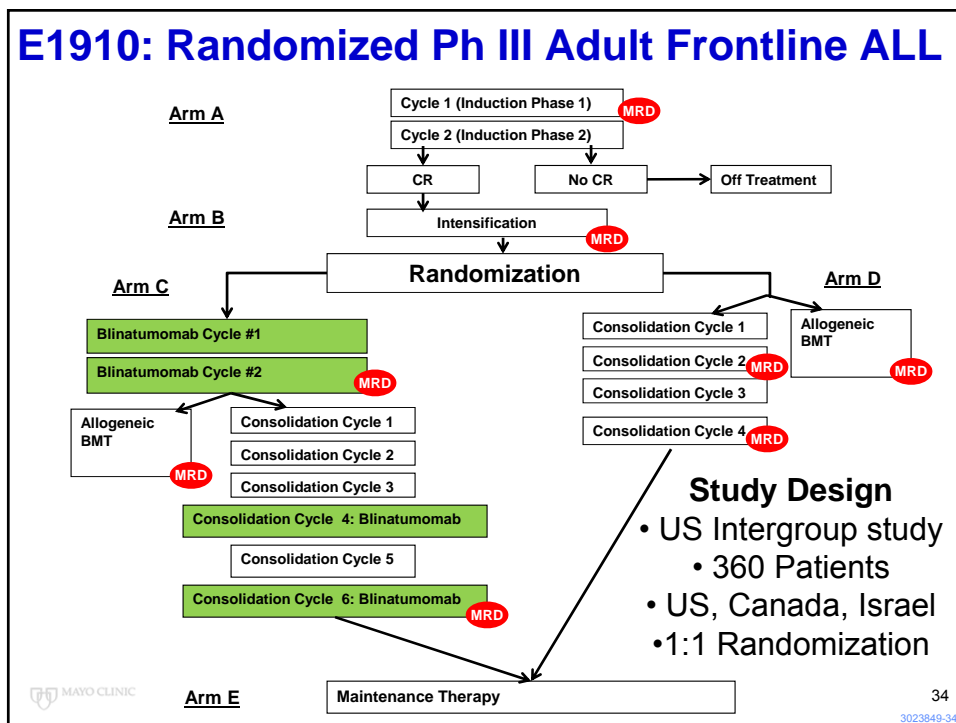 E1910: Randomized Ph III Adult Frontline ALL
Arm A
Cycle 1 (Induction Phase 1)
MRD
Cycle 2 (Induction Phase 2)
CR
No CR
Off Treatment
Arm B
Intensification
MRD
Randomization
Arm C
Arm D
Blinatumomab Cycle #1
Blinatumomab Cycle #2
MRD
Allogeneic
BMT
MRD
Consolidation Cycle 1
Consolidation Cycle 2
Consolidation Cycle 3
Consolidation Cycle 4: Blinatumomab
Consolidation Cycle 5
Consolidation Cycle 6: Blinatumomab
MRD
Consolidation Cycle 1
Consolidation Cycle 2
MRD
Consolidation Cycle 3
Consolidation Cycle 4
MRD
Allogeneic
BMT
MRD
Study Design
• US Intergroup study
• 360 Patients
• US, Canada, Israel
•1:1 Randomization
MAYO CLINIC
Arm E
Maintenance Therapy
34
3023849-34